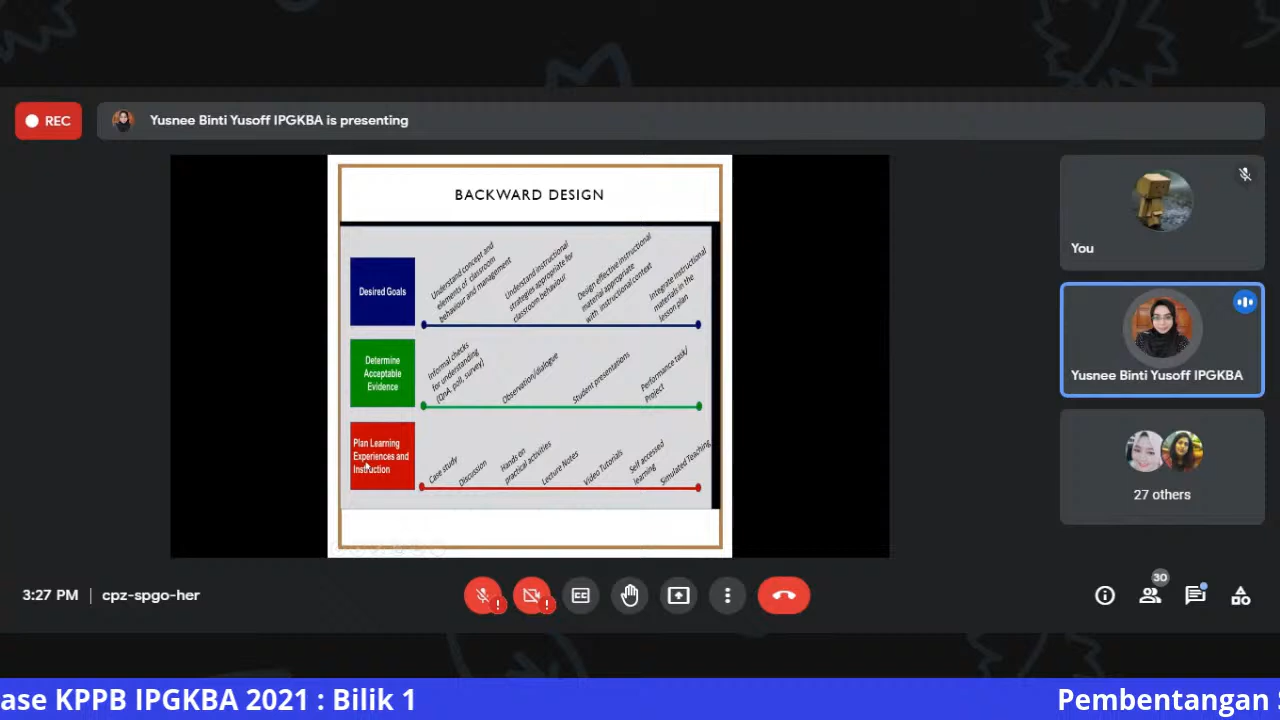 REC
Yusnee Binti Yusoff IPGKBA is presenting
BACKWARD DESIGN
Desired Goals
Understand concept and
elements of classroom
behaviour and management
Understand instructional
strategies appropriate for
classroom behaviour
Design effective instructional
material appropriate
with instructional context
Integrate instructional
materials in the
lesson plan
Determine
Acceptable
Evidence
Informal checks
for understanding
(QnA, poll, survey)
Observation/dialogue
Student presentations
Performance task/
Project
Plan Learning
Experiences and
Instruction
Case study
Discussion
Hands on
practical activities
Lecture Notes
Video Tutorials
Self accessed
learning
Simulated Teaching
You
Yusnee Binti Yusoff IPGKBA
27 others
3:27 PM | cpz-spgo-her
30
ase KPPB IPGKBA 2021 : Bilik 1
Pembentangan S